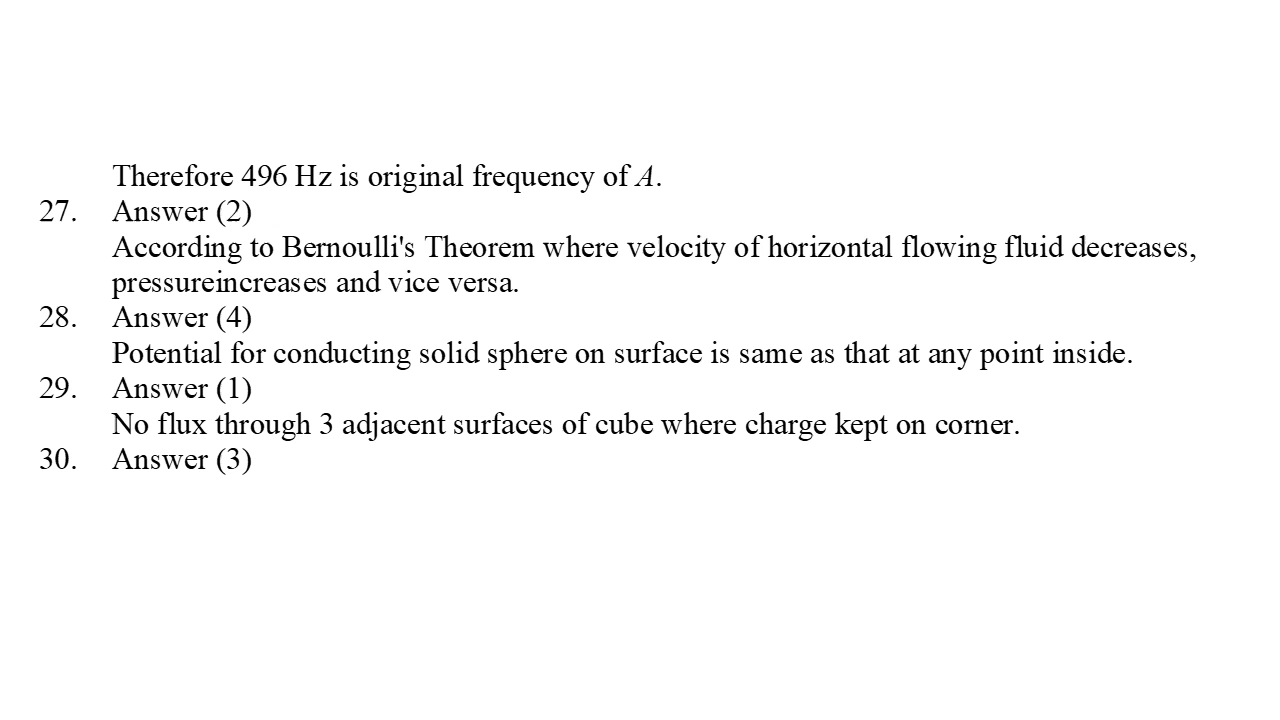 Therefore 496 Hz is original frequency of A.
27. Answer (2)
According to Bernoulli's Theorem where velocity of horizontal flowing fluid decreases,
pressureincreases and vice versa.
28. Answer (4)
Potential for conducting solid sphere on surface is same as that at any point inside.
29. Answer (1)
No flux through 3 adjacent surfaces of cube where charge kept on corner.
30. Answer (3)